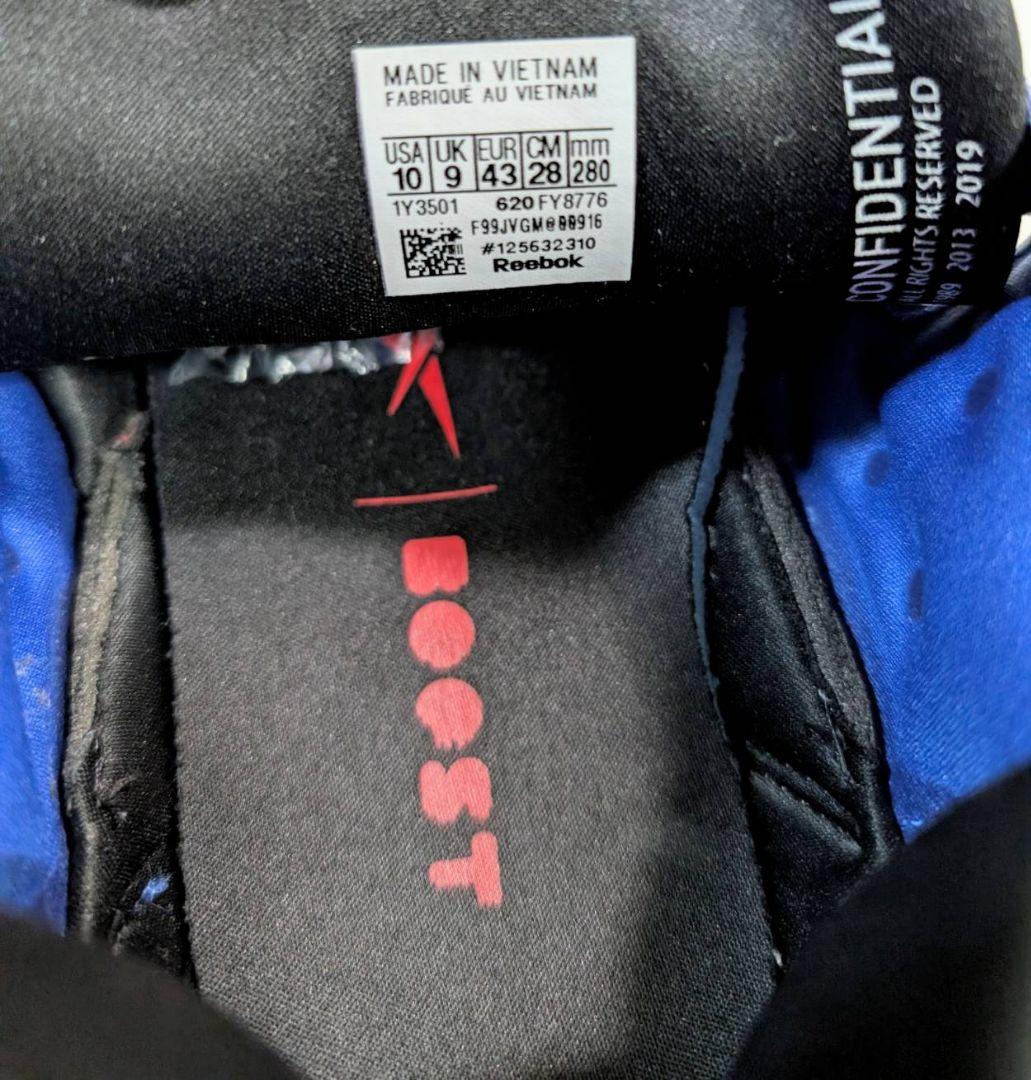 MADE IN VIETNAM
FABRIQUÉ AU VIETNAM
USA UK EUR CM mm
10 9 43 28 280
1Y3501 620 FY8776
#125632310
Reebok
CONFIDENTIAL
ALL RIGHTS RESERVED
2013 2019
BOOST